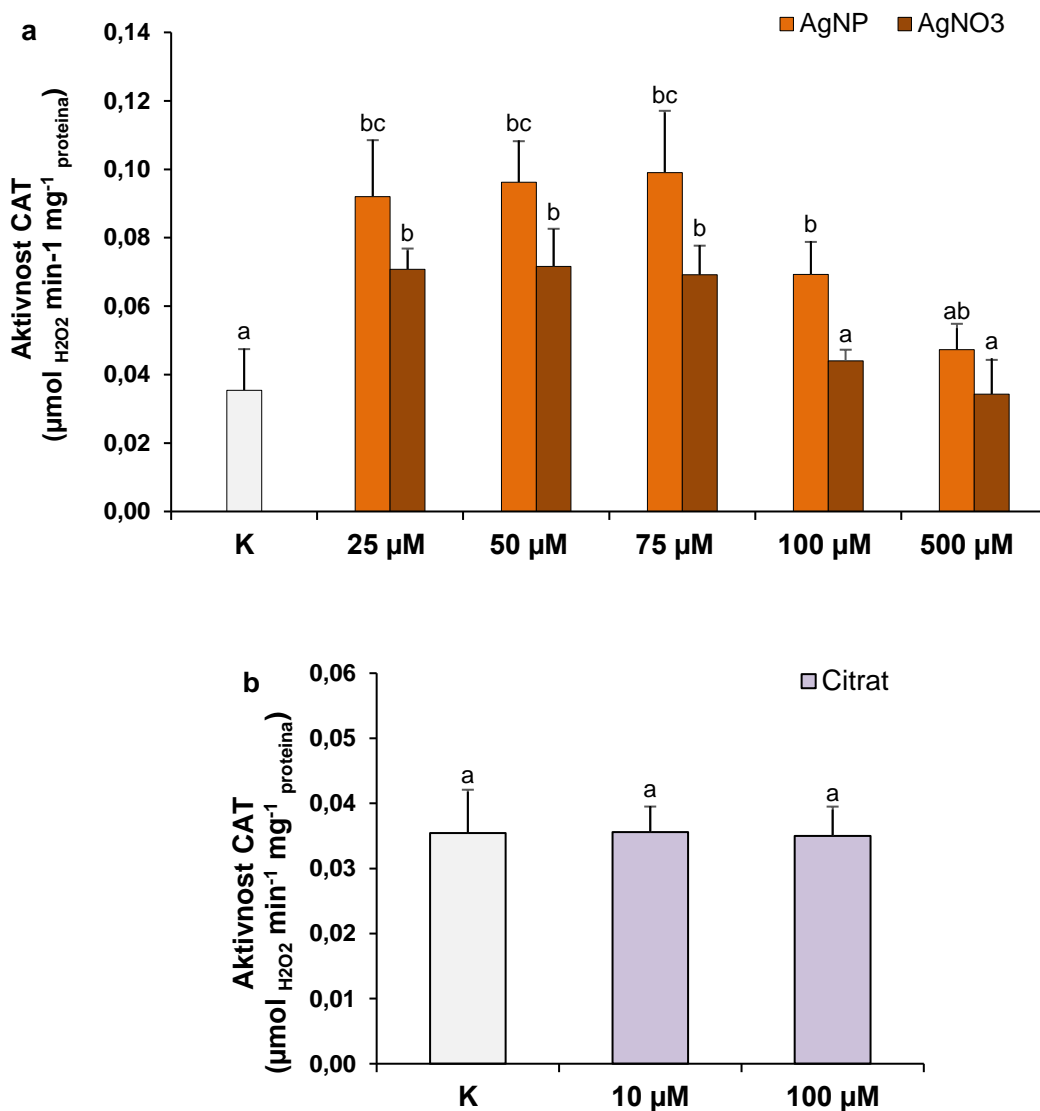 a
AgNP AgNO3
0,14
0,12
0,10
0,08
0,06
0,04
0,02
0,00
Aktivnost CAT
(µmol H2O2 min-1 mg-1 proteina)
a
bc
b
bc
b
bc
b
a
ab
a
K 25 µM 50 µM 75 µM 100 µM 500 µM
b
Citrat
0,06
0,05
0,04
0,03
0,02
0,01
0,00
Aktivnost CAT
(µmol H2O2 min-1 mg-1 proteina)
a a a
K 10 µM 100 µM